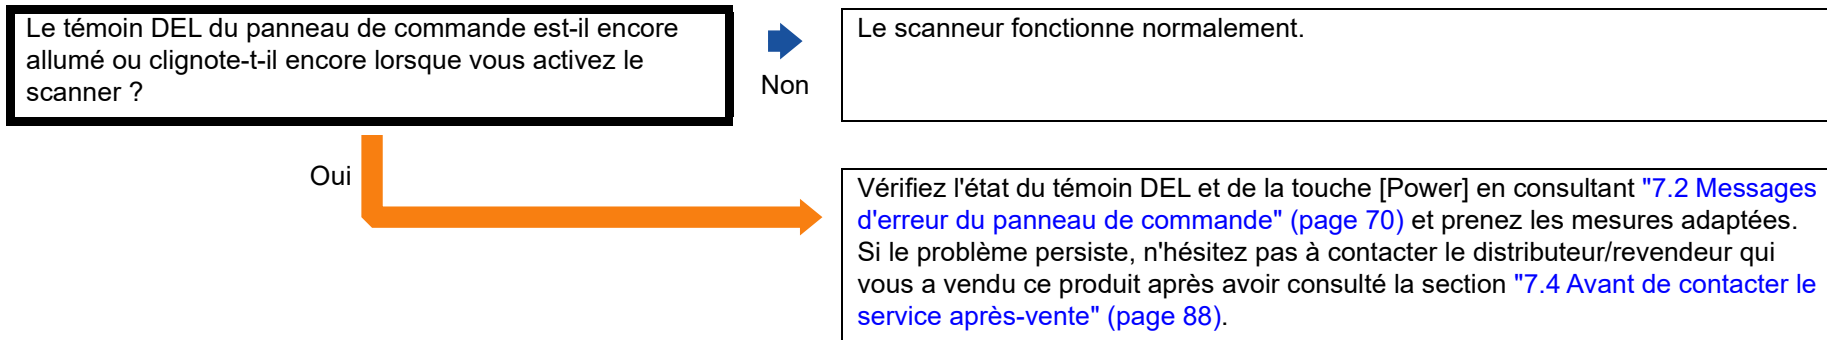 Le témoin DEL du panneau de commande est-il encore
allumé ou clignote-t-il encore lorsque vous activez le
scanner ?
Non
Le scanneur fonctionne normalement.
Oui
Vérifiez l'état du témoin DEL et de la touche [Power] en consultant "7.2 Messages
d'erreur du panneau de commande" (page 70) et prenez les mesures adaptées.
Si le problème persiste, n'hésitez pas à contacter le distributeur/revendeur qui
vous a vendu ce produit après avoir consulté la section "7.4 Avant de contacter le
service après-vente" (page 88).